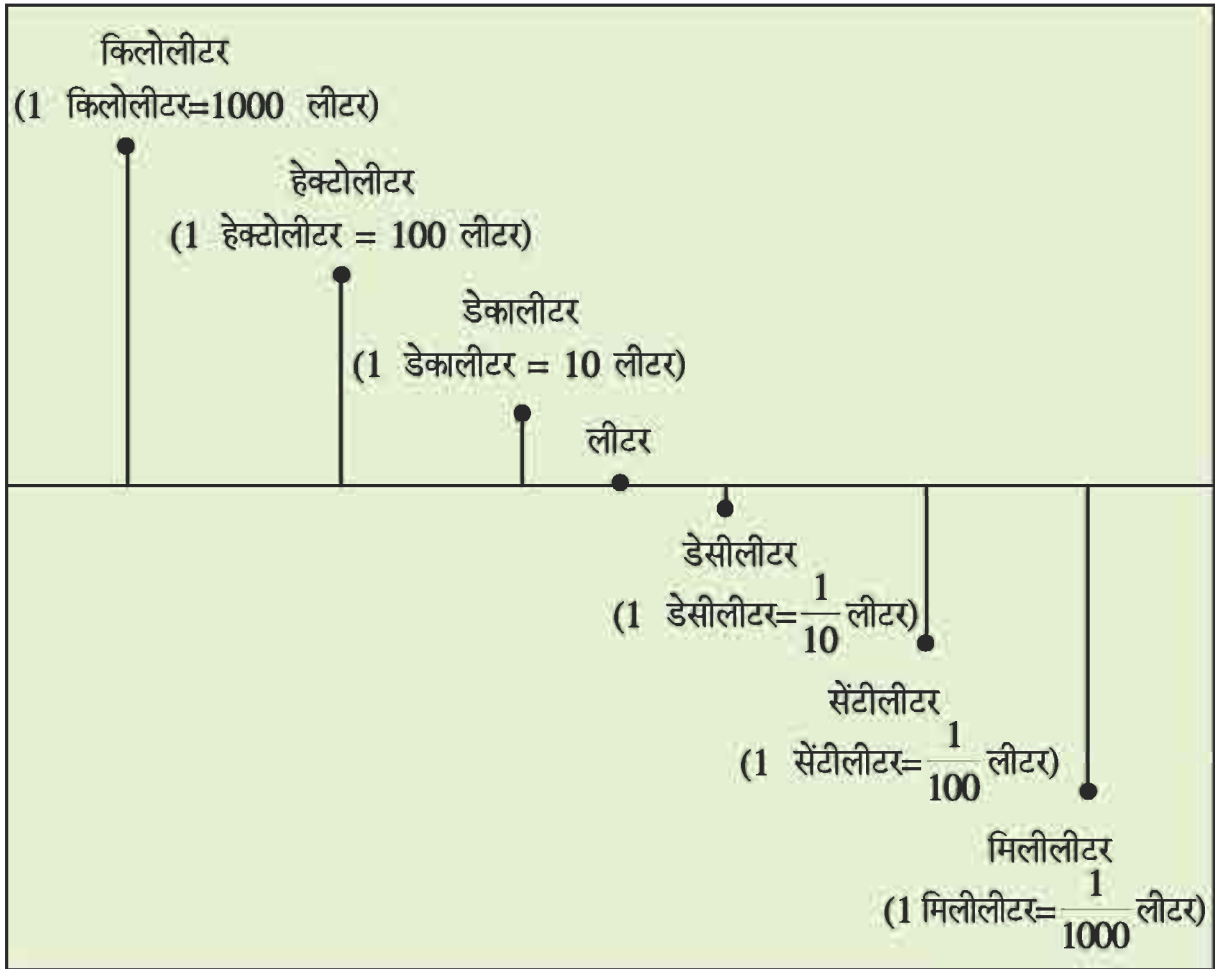 किलोलीटर
(1 किलोलीटर=1000 लीटर)
हेक्टोलीटर
(1 हेक्टोलीटर = 100 लीटर)
डेकालीटर
(1 डेकालीटर = 10 लीटर)
लीटर
डेसीलीटर
(1 डेसीलीटर=1/10 लीटर)
सेंटीलीटर
(1 सेंटीलीटर=1/100 लीटर)
मिलीलीटर
(1 मिलीलीटर=1/1000 लीटर)